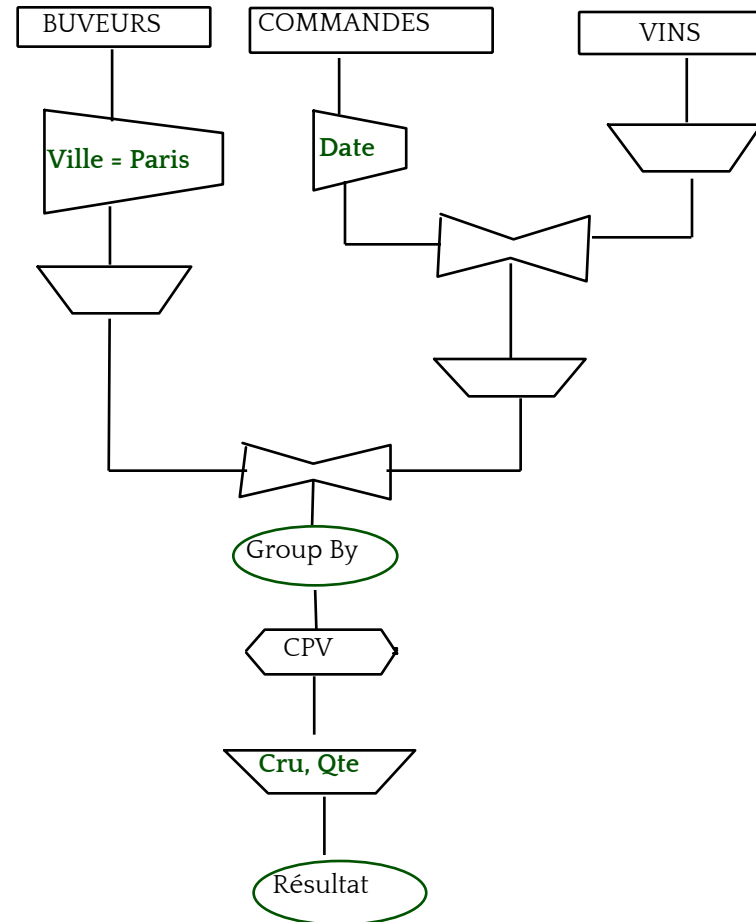 BUVEURS
COMMANDES
VINS
Ville = Paris
Date
Group By
CPV
Cru, Qte
Résultat